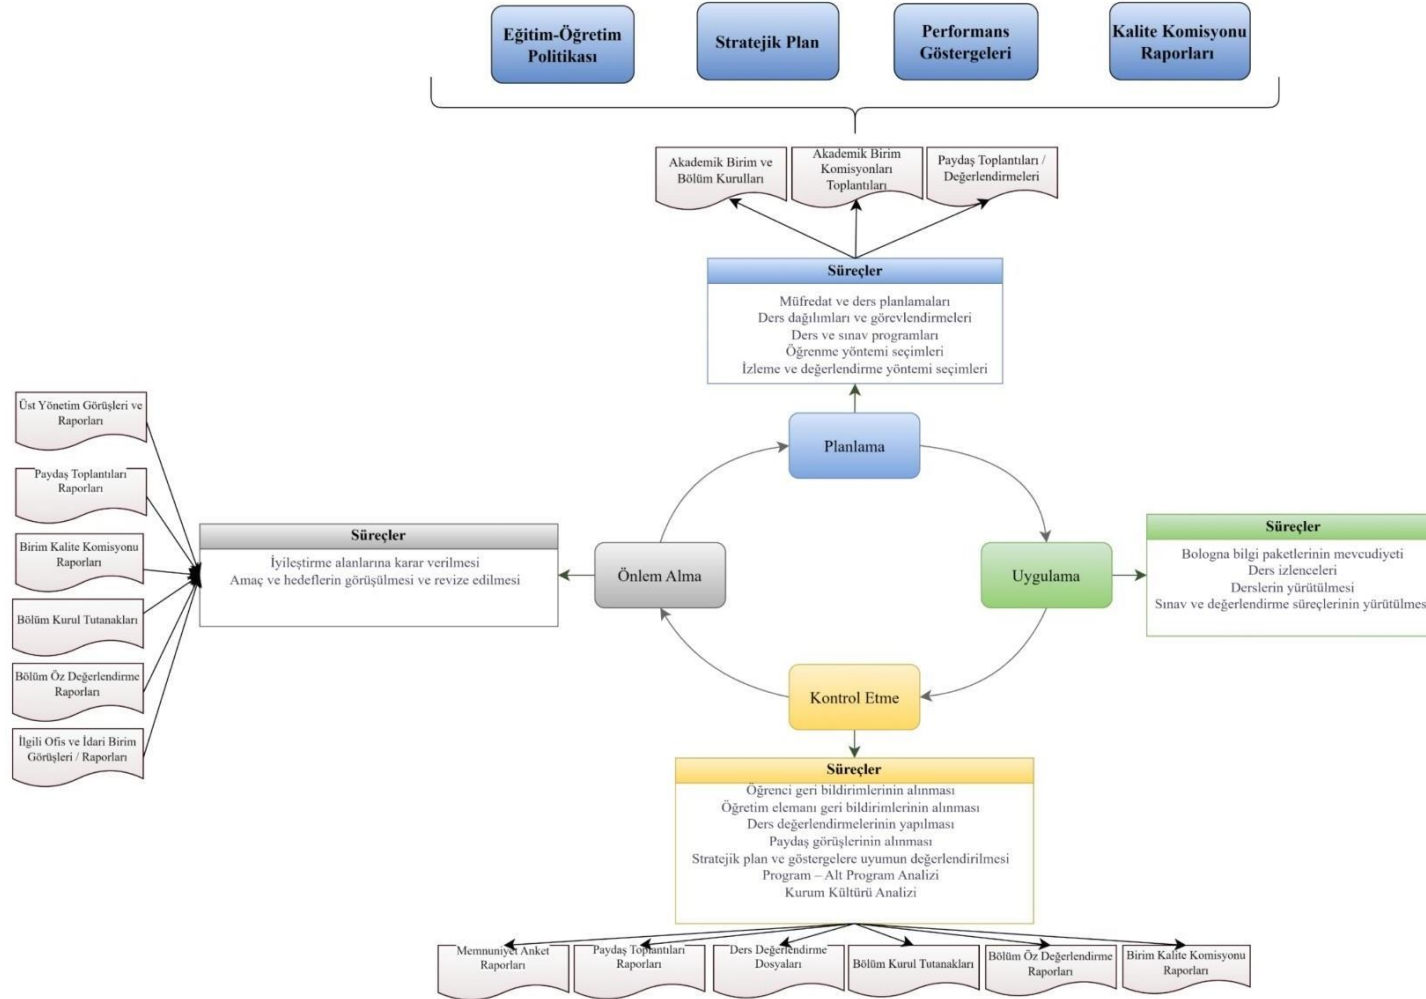 Eğitim-Öğretim
Politikası
Stratejik Plan
Performans
Göstergeleri
Kalite Komisyonu
Raporları
Akademik Birim ve
Bölüm Kurulları
Akademik Birim
Komisyonları
Toplantıları
Paydaş Toplantıları /
Değerlendirmeleri
Süreçler
Müfredat ve ders planlamaları
Ders dağılımları ve görevlendirmeleri
Ders ve sınav programları
Öğrenme yöntemi seçimleri
İzleme ve değerlendirme yöntemi seçimleri
Planlama
Üst Yönetim Görüşleri ve
Raporları
Paydaş Toplantıları
Raporları
Birim Kalite Komisyonu
Raporları
Bölüm Kurul Tutanakları
Bölüm Öz Değerlendirme
Raporları
İlgili Ofis ve İdari Birim
Görüşleri / Raporları
Süreçler
İyileştirme alanlarına karar verilmesi
Amaç ve hedeflerin görüşülmesi ve revize edilmesi
Önlem Alma
Uygulama
Süreçler
Bologna bilgi paketlerinin mevcudiyeti
Ders izlenceleri
Derslerin yürütülmesi
Sınav ve değerlendirme süreçlerinin yürütülmes
Kontrol Etme
Süreçler
Öğrenci geri bildirimlerinin alınması
Öğretim elemanı geri bildirimlerinin alınması
Ders değerlendirmelerinin yapılması
Paydaş görüşlerinin alınması
Stratejik plan ve göstergelere uyumun değerlendirilmesi
Program – Alt Program Analizi
Kurum Kültürü Analizi
Memnuniyet Anket
Raporları
Paydaş Toplantıları
Raporları
Ders Değerlendirme
Dosyaları
Bölüm Kurul Tutanakları
Bölüm Öz Değerlendirme
Raporları
Birim Kalite Komisyonu
Raporları